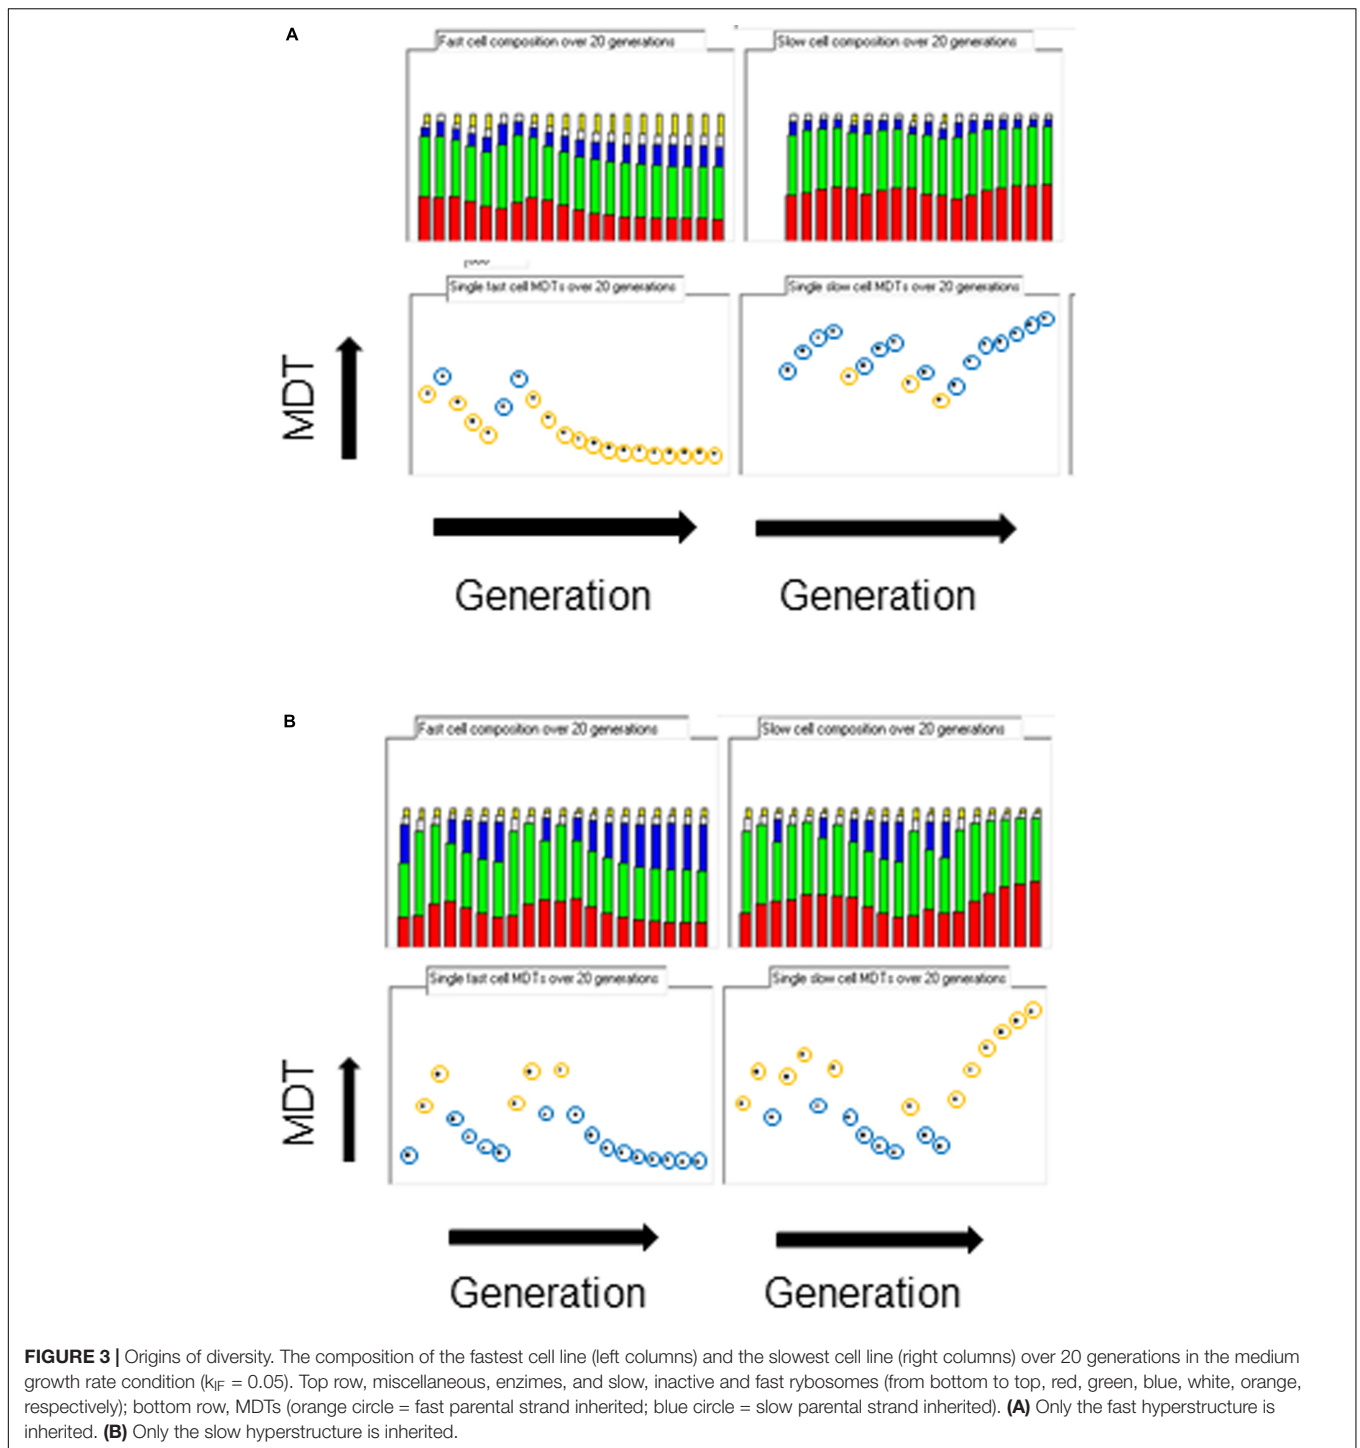 A
Fast cell composition over 20 generations
Slow cell composition over 20 generations
Single fast cell MDTs over 20 generations
Single slow cell MDTs over 20 generations
MDT
Generation
Generation
B
Fast cell composition over 20 generations
Slow cell composition over 20 generations
Single fast cell MDTs over 20 generations
Single slow cell MDTs over 20 generations
MDT
Generation
Generation
FIGURE 3 | Origins of diversity. The composition of the fastest cell line (left columns) and the slowest cell line (right columns) over 20 generations in the medium
growth rate condition (kIF = 0.05). Top row, miscellaneous, enzimes, and slow, inactive and fast rybosomes (from bottom to top, red, green, blue, white, orange,
respectively); bottom row, MDTs (orange circle = fast parental strand inherited; blue circle = slow parental strand inherited). (A) Only the fast hyperstructure is
inherited. (B) Only the slow hyperstructure is inherited.